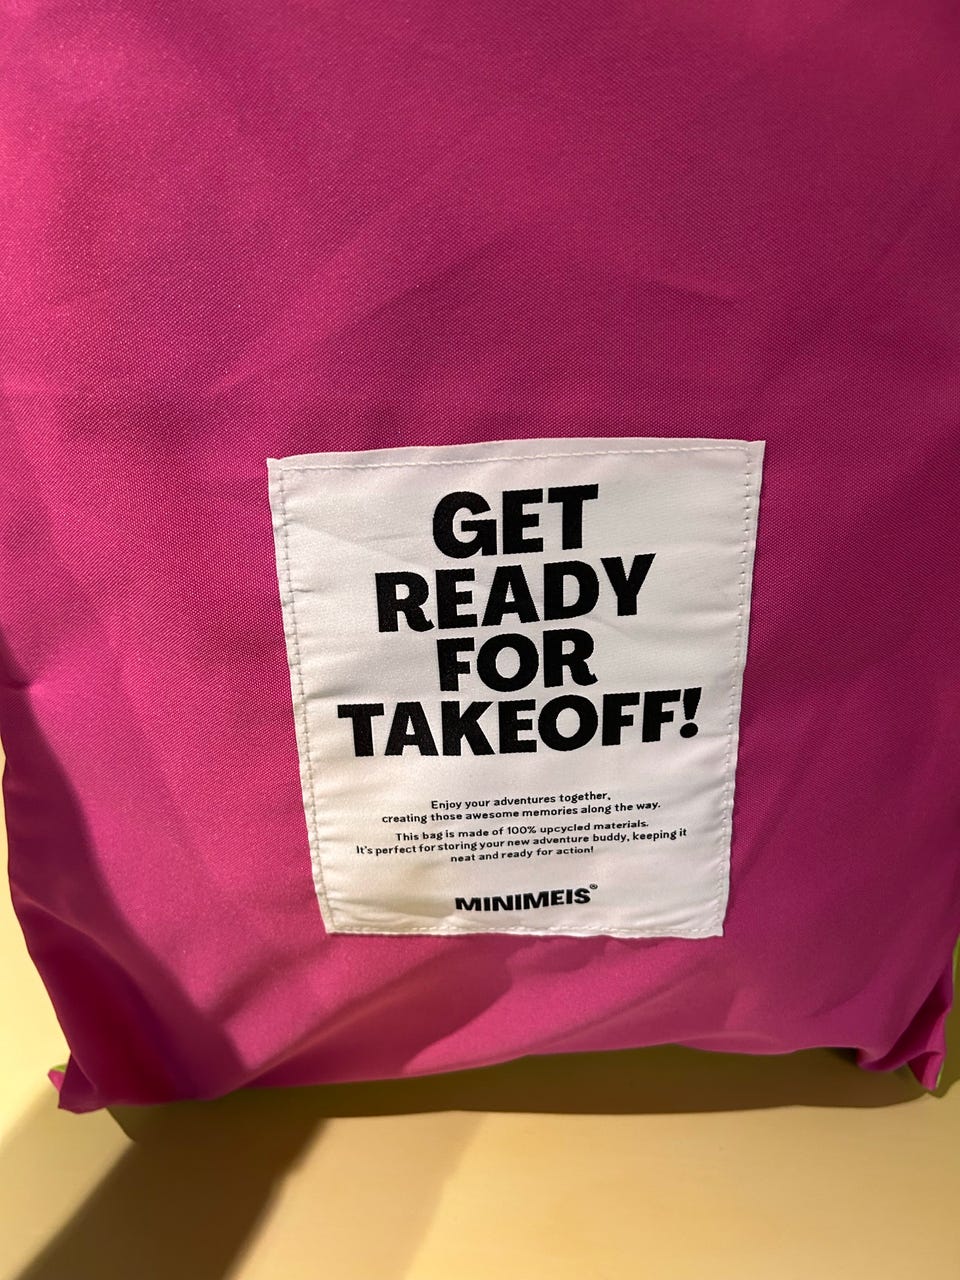 GET
READY
FOR
TAKEOFF!
Enjoy your adventures together,
creating those awesome memories along the way.
This bag is made of 100% upcycled materials.
It's perfect for storing your new adventure buddy, keeping it
neat and ready for action!
MINIMEIS®